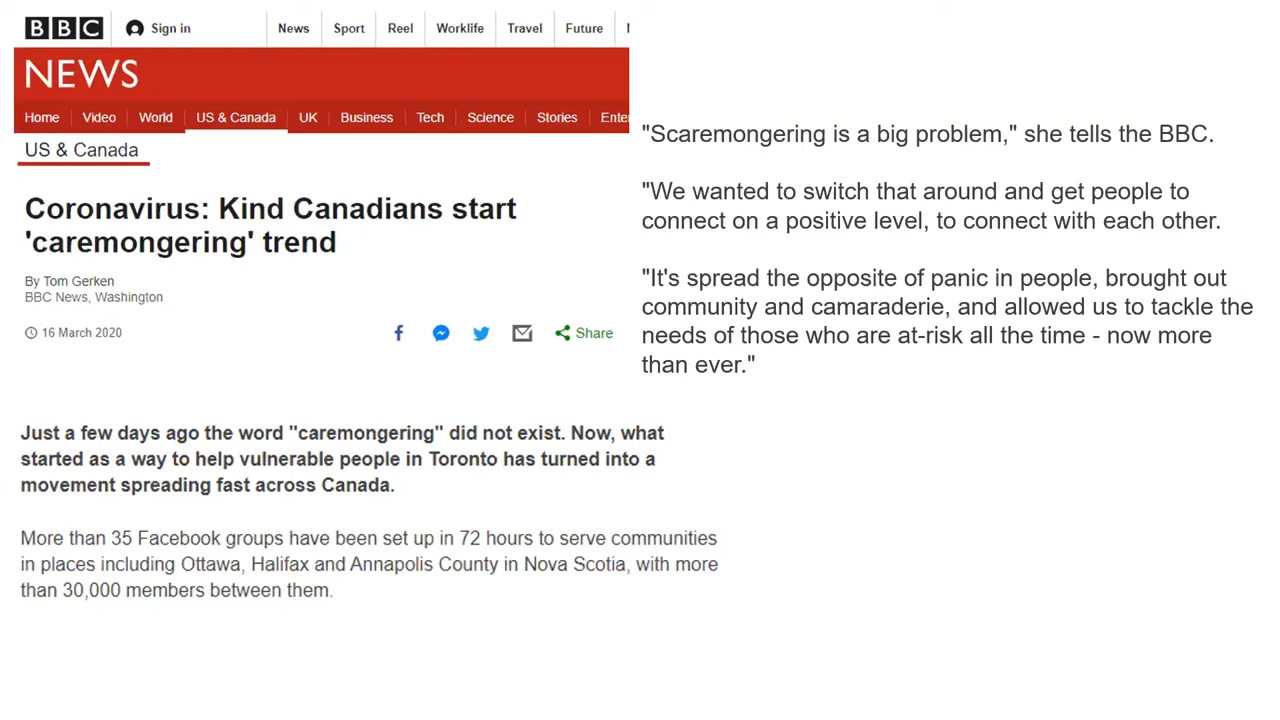 BBC Sign in News Sport Reel Worklife Travel Future
NEWS
Home Video World US & Canada UK Business Tech Science Stories Enter
US & Canada
Coronavirus: Kind Canadians start
'caremongering' trend
By Tom Gerken
BBC News, Washington
16 March 2020 Share
"Scaremongering is a big problem," she tells the BBC.
"We wanted to switch that around and get people to
connect on a positive level, to connect with each other.
"It's spread the opposite of panic in people, brought out
community and camaraderie, and allowed us to tackle the
needs of those who are at-risk all the time - now more
than ever."
Just a few days ago the word "caremongering" did not exist. Now, what
started as a way to help vulnerable people in Toronto has turned into a
movement spreading fast across Canada.
More than 35 Facebook groups have been set up in 72 hours to serve communities
in places including Ottawa, Halifax and Annapolis County in Nova Scotia, with more
than 30,000 members between them.